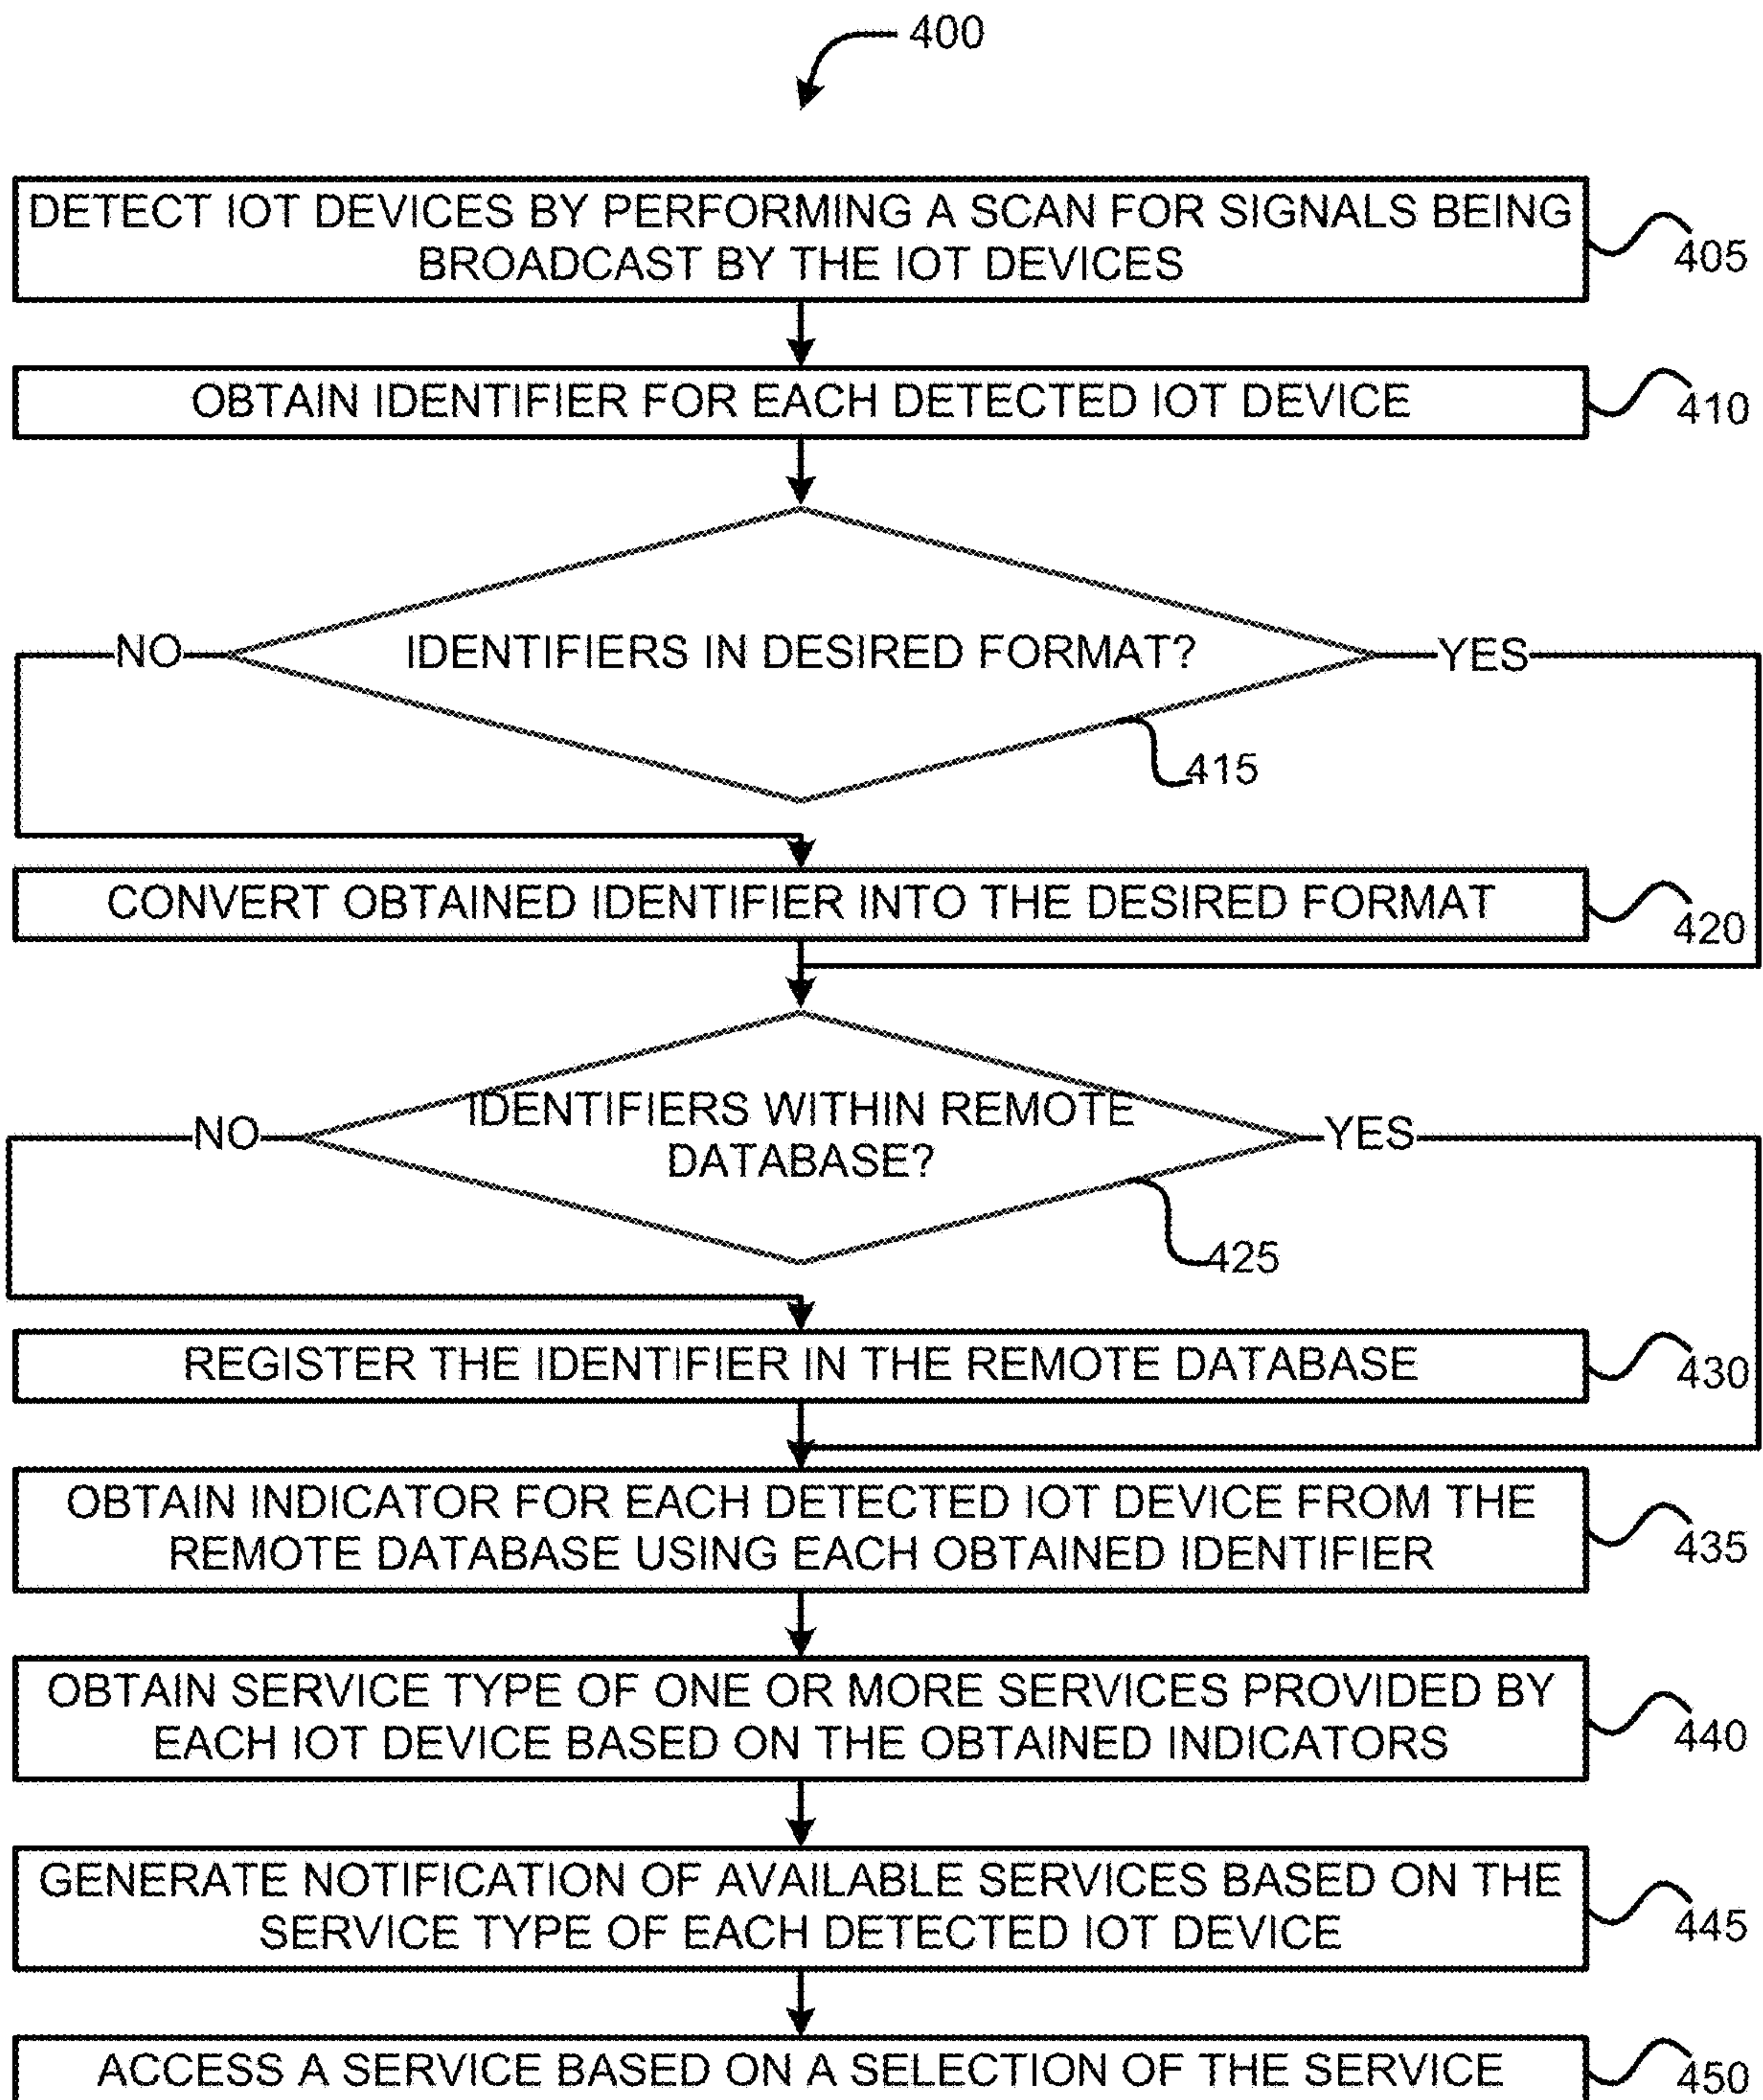 400
DETECT IOT DEVICES BY PERFORMING A SCAN FOR SIGNALS BEING
BROADCAST BY THE IOT DEVICES
405
OBTAIN IDENTIFIER FOR EACH DETECTED IOT DEVICE
410
IDENTIFIERS IN DESIRED FORMAT?
NO
YES
415
CONVERT OBTAINED IDENTIFIER INTO THE DESIRED FORMAT
420
IDENTIFIERS WITHIN REMOTE
DATABASE?
NO
YES
425
REGISTER THE IDENTIFIER IN THE REMOTE DATABASE
430
OBTAIN INDICATOR FOR EACH DETECTED IOT DEVICE FROM THE
REMOTE DATABASE USING EACH OBTAINED IDENTIFIER
435
OBTAIN SERVICE TYPE OF ONE OR MORE SERVICES PROVIDED BY
EACH IOT DEVICE BASED ON THE OBTAINED INDICATORS
440
GENERATE NOTIFICATION OF AVAILABLE SERVICES BASED ON THE
SERVICE TYPE OF EACH DETECTED IOT DEVICE
445
ACCESS A SERVICE BASED ON A SELECTION OF THE SERVICE
450